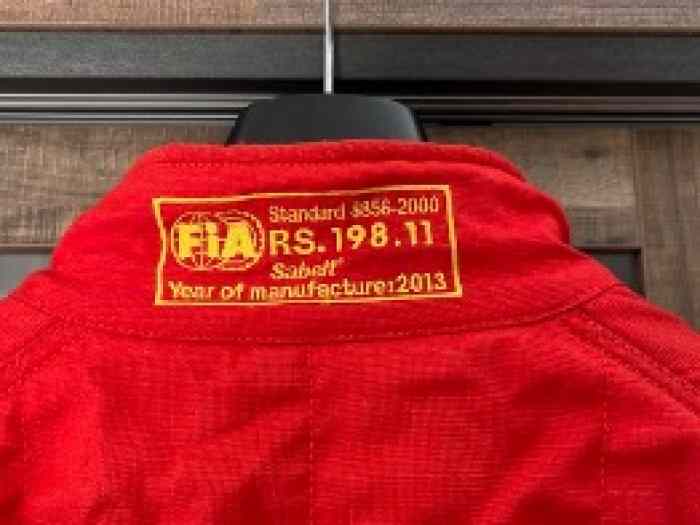 FiA
Standard 8856-2000
RS.198.11
Sabelt
Year of manufacture:2013